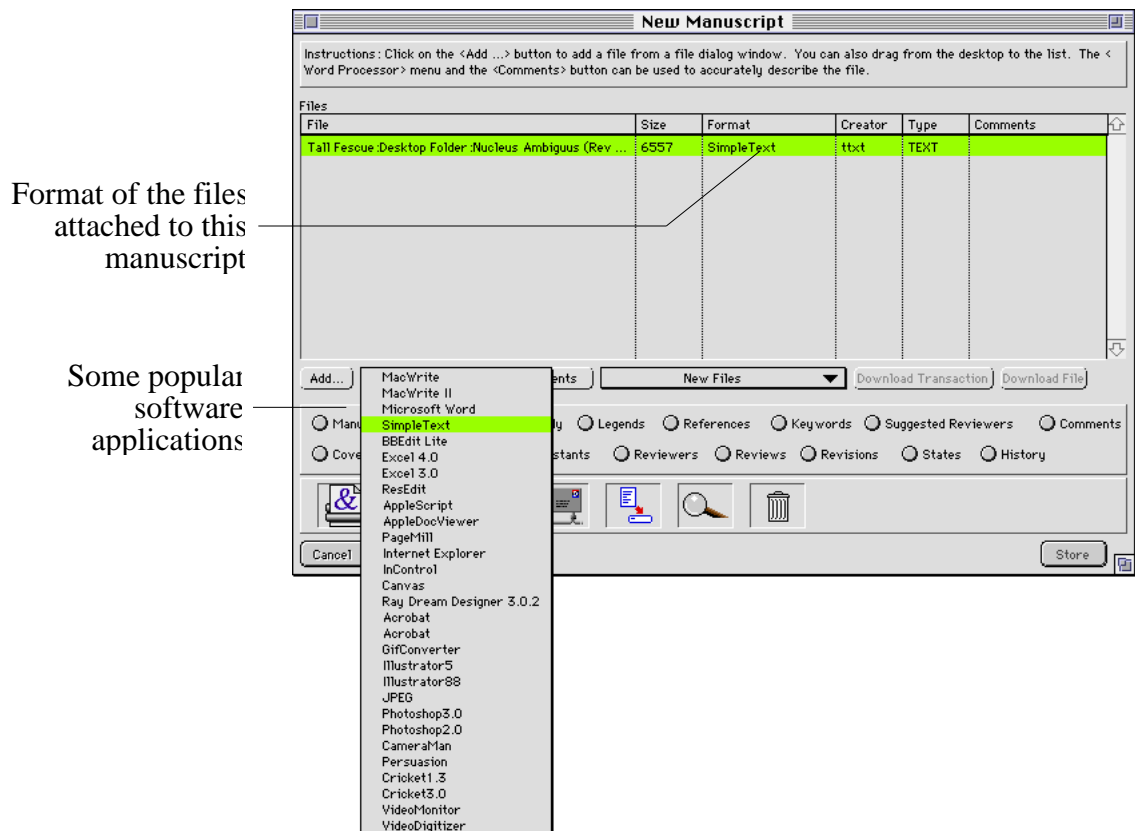 New Manuscript
Instructions: Click on the <Add ...> button to add a file from a file dialog window. You can also drag from the desktop to the list. The <
Word Processor> menu and the <Comments> button can be used to accurately describe the file.
Files
File Size Format Creator Type Comments
Tall Fescue :Desktop Folder :Nucleus Ambiguus (Rev ... 6557 SimpleText ttxt TEXT
Format of the files
attached to this
manuscript
Some popular
software
applications
Add... ents New Files Download Transaction Download File
Manu ly Legends References Keywords Suggested Reviewers Comments
Cove stants Reviewers Reviews Revisions States History
&
Cancel Store
MacWrite
MacWrite II
Microsoft Word
SimpleText
BBEdit Lite
Excel 4.0
Excel 3.0
ResEdit
AppleScript
AppleDocViewer
PageMill
Internet Explorer
InControl
Canvas
Ray Dream Designer 3.0.2
Acrobat
Acrobat
GifConverter
Illustrator5
Illustrator88
JPEG
Photoshop3.0
Photoshop2.0
CameraMan
Persuasion
Cricket1.3
Cricket3.0
VideoMonitor
VideoDigitizer